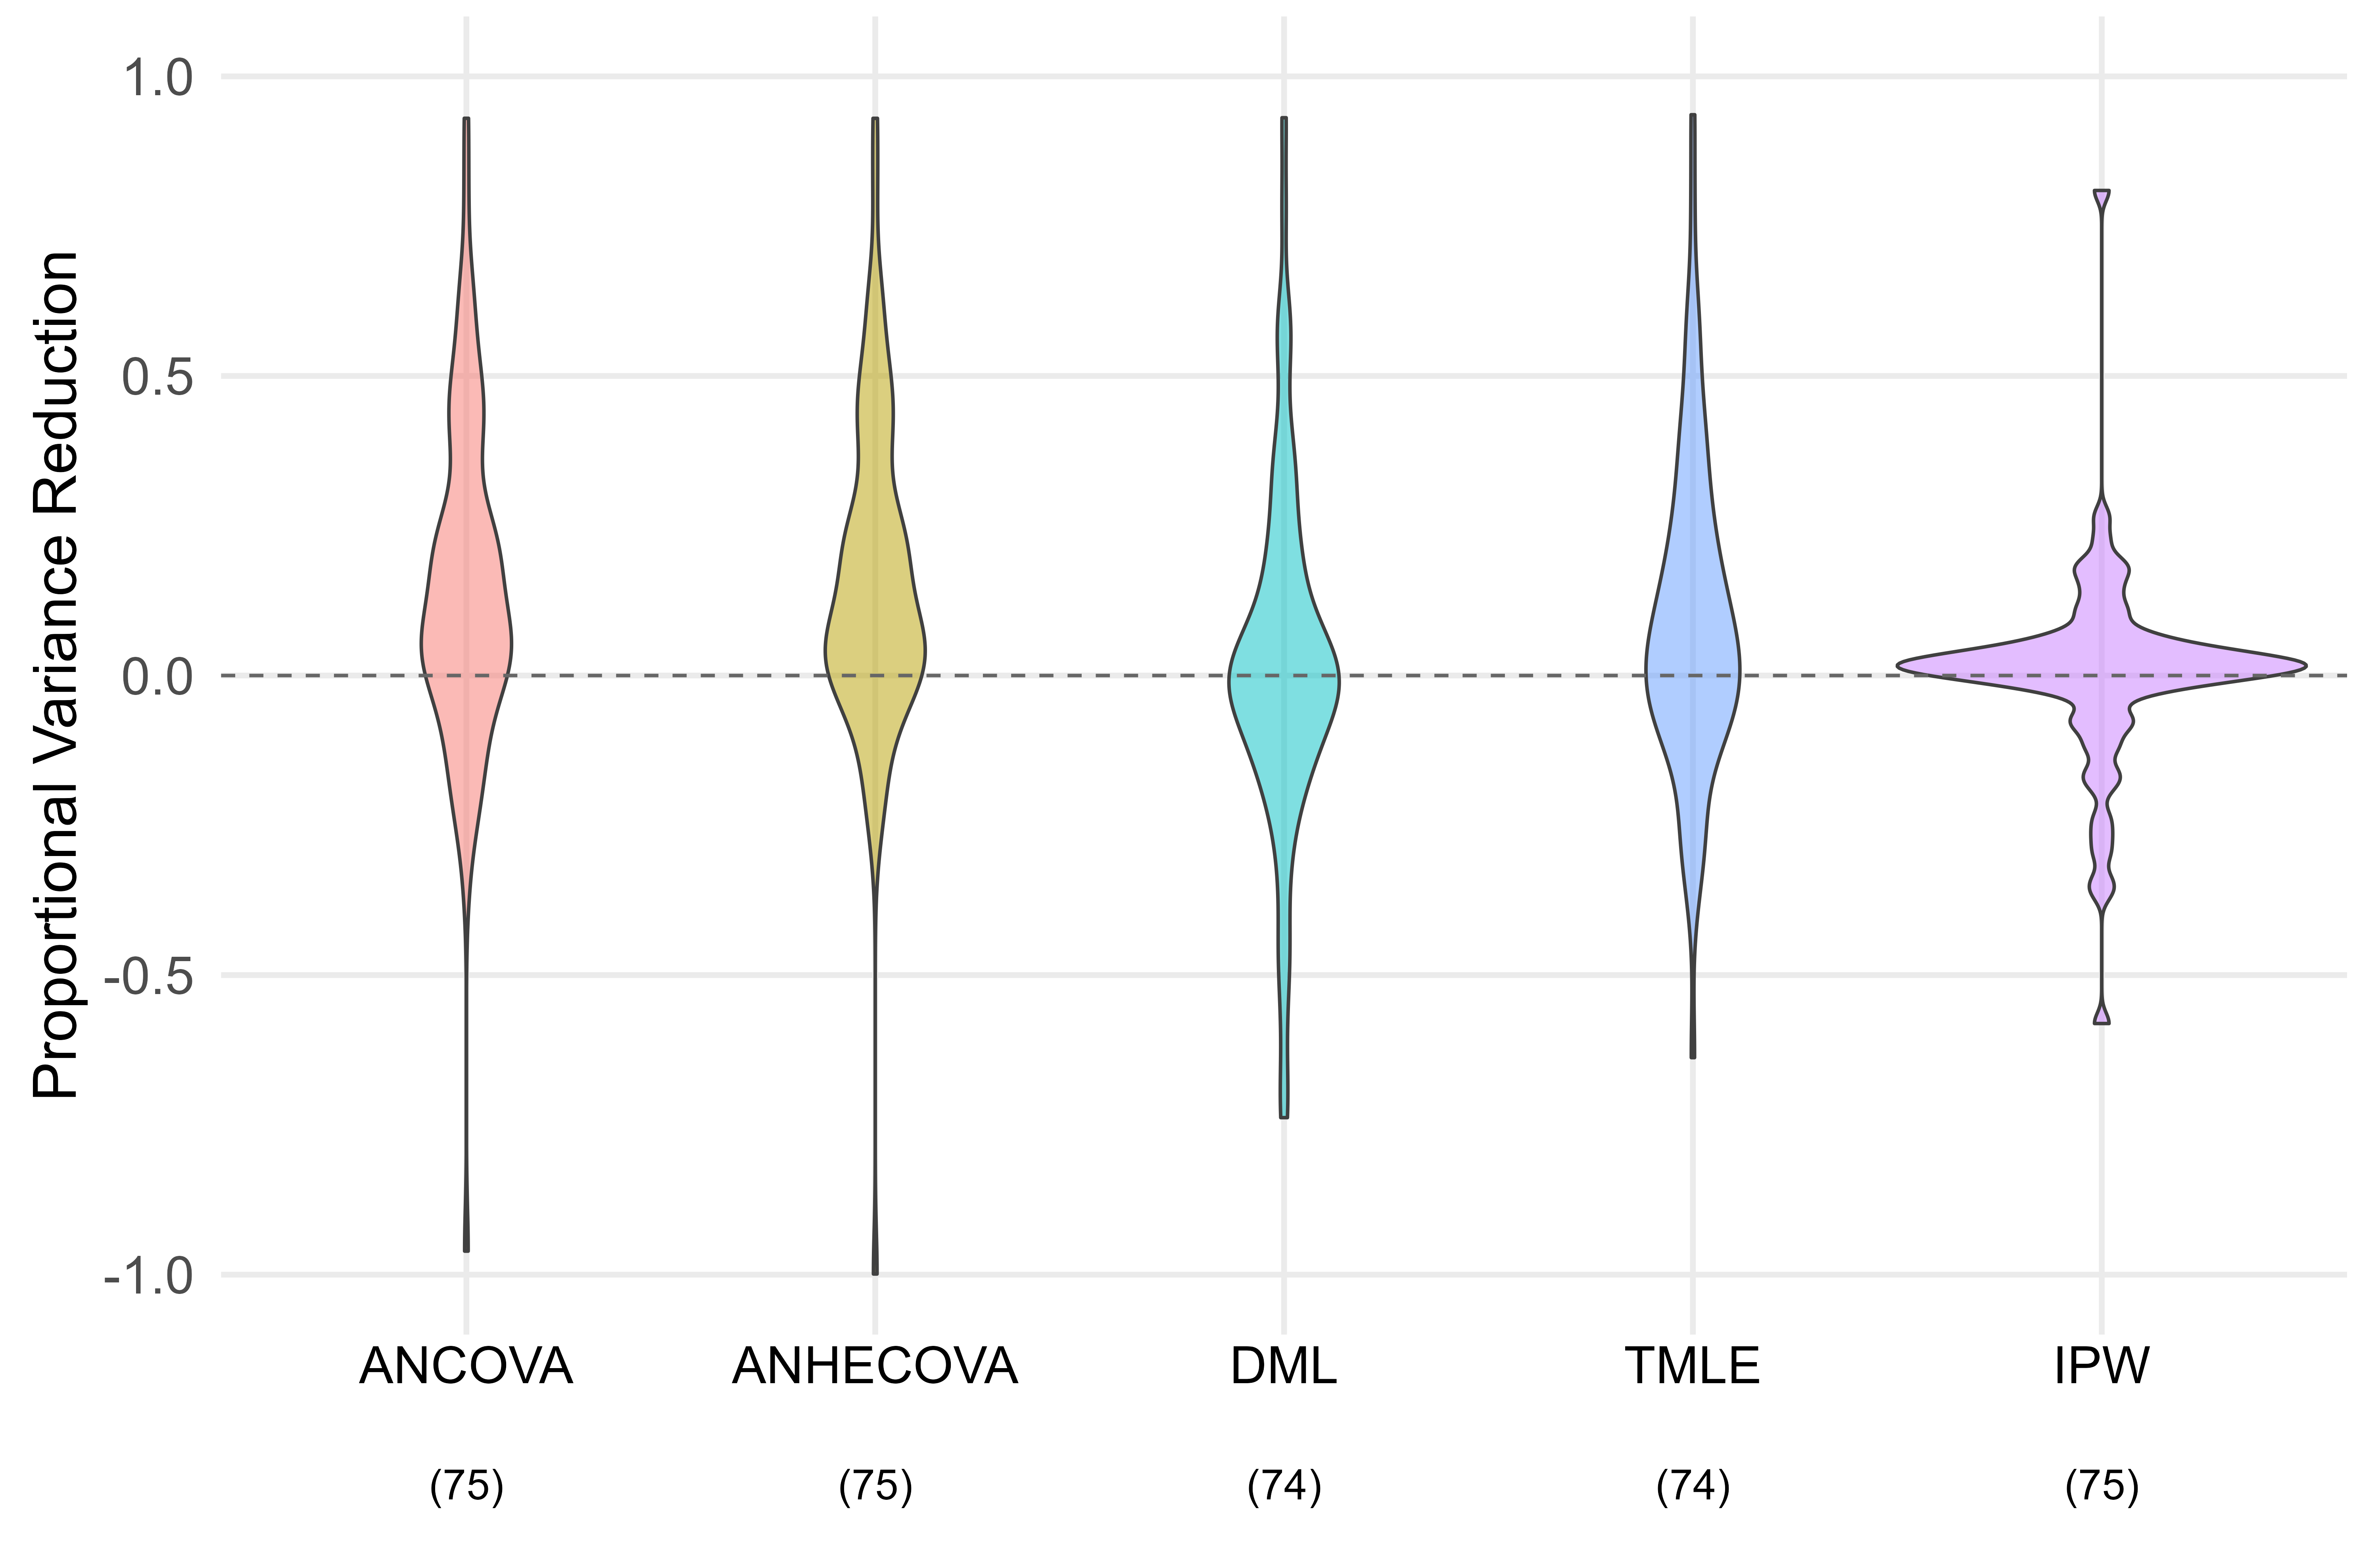 Proportional Variance Reduction
1.0
0.5
0.0
-0.5
-1.0
ANCOVA ANHECOVA DML TMLE IPW
(75) (75) (74) (74) (75)